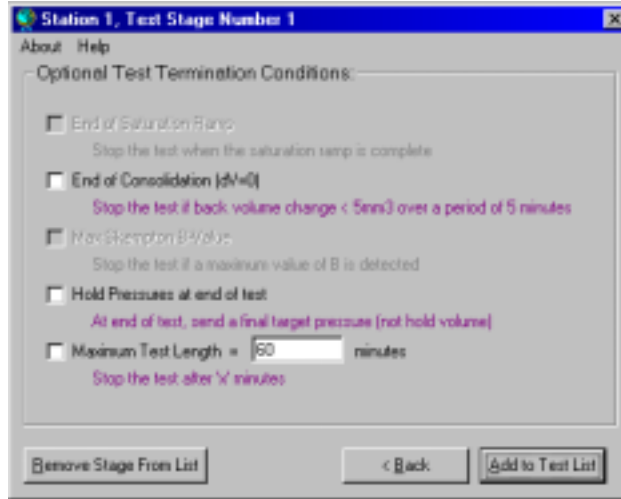 Station 1, Test Stage Number 1
About Help
Optional Test Termination Conditions:
End of Saturation Ramp
Stop the test when the saturation ramp is complete
End of Consolidation (dV=0)
Stop the test if back volume change < 5mm3 over a period of 5 minutes
Max Skempton B-Value
Stop the test if a maximum value of B is detected
Hold Pressures at end of test
At end of test, send a final target pressure (not hold volume)
Maximum Test Length = 60 minutes
Stop the test after 'x' minutes
Remove Stage From List < Back Add to Test List